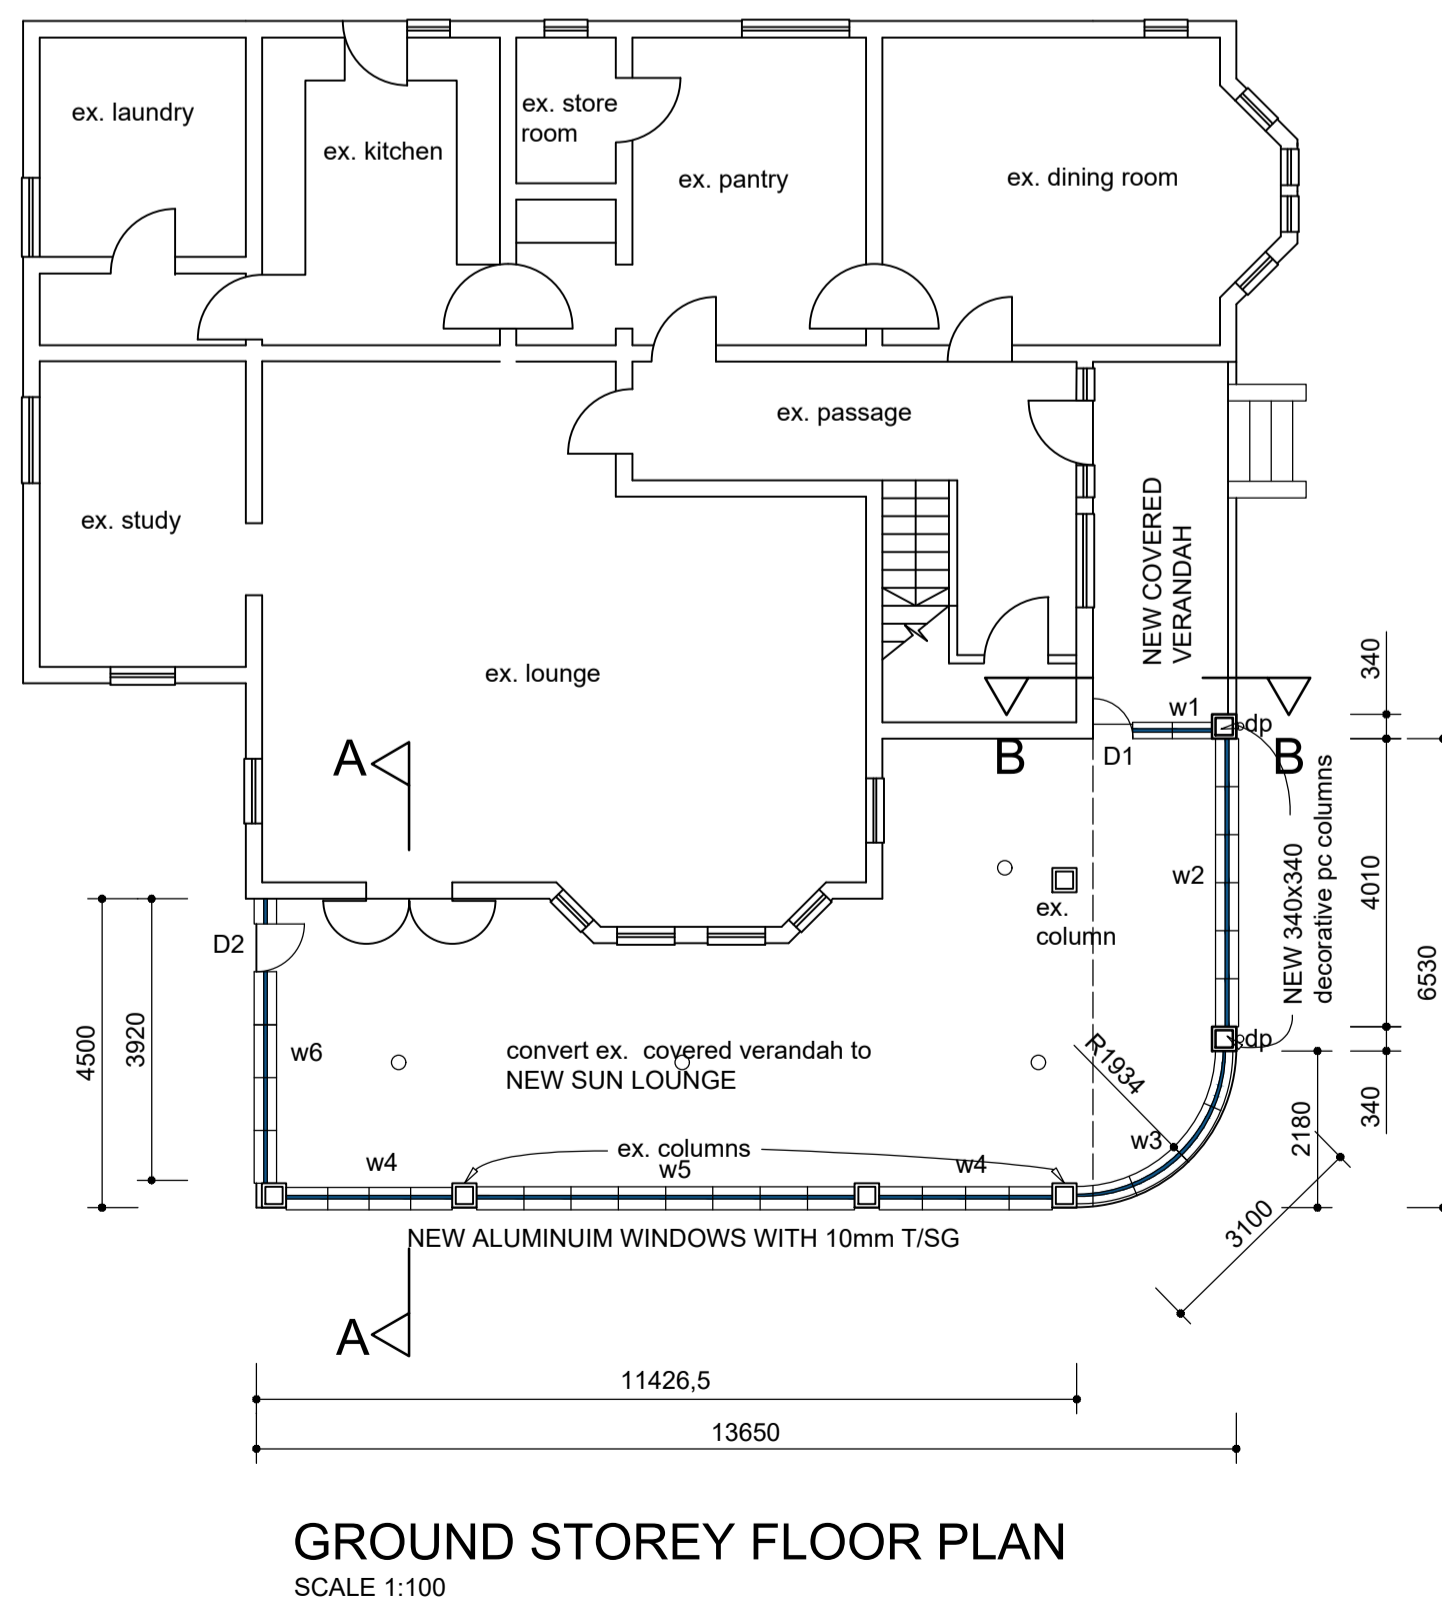 ex. laundry
ex. kitchen
ex. store
room
ex. pantry
ex. dining room
ex. passage
ex. study
ex. lounge
NEW COVERED
VERANDAH
340
w1
dp
A
B
D1
B
w2
ex.
column
NEW 340x340
decorative pc columns
4010
6530
D2
4500
3920
w6
convert ex. covered verandah to
NEW SUN LOUNGE
R1934
dp
340
2180
w3
3100
ex. columns
w4
w5
w4
NEW ALUMINUIM WINDOWS WITH 10mm T/SG
A
11426,5
13650
GROUND STOREY FLOOR PLAN
SCALE 1:100